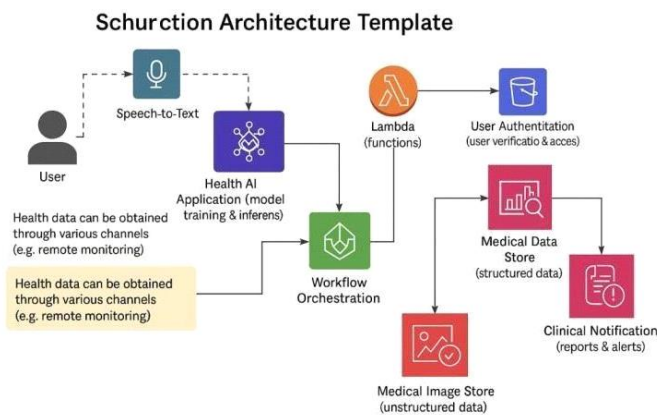 Schurction Architecture Template
Speech-to-Text
User
Health AI
Application (model
training & inferens)
Lambda
(functions)
User Authentitation
(user verificatio & acces)
Health data can be obtained
through various channels
(e.g. remote monitoring)
Health data can be obtained
through various channels
(e.g. remote monitoring)
Workflow
Orchestration
Medical Data
Store
(structured data)
Clinical Notification
(reports & alerts)
Medical Image Store
(unstructured data)